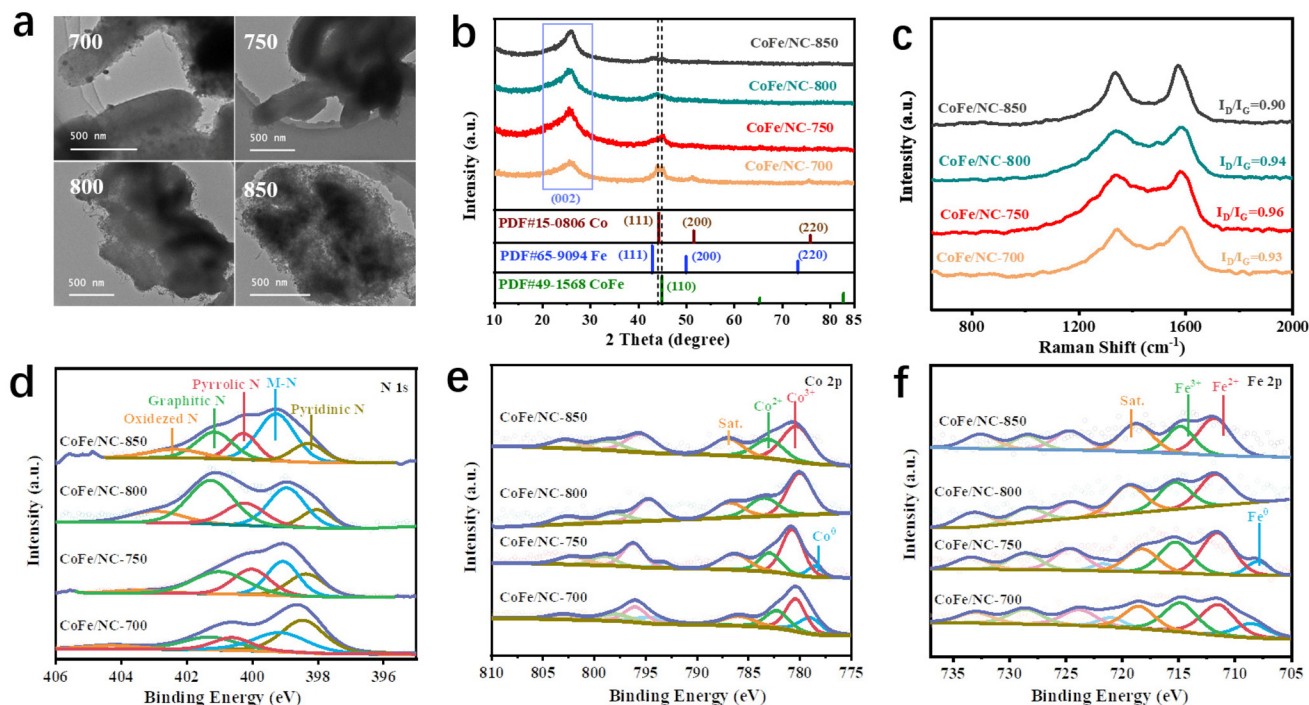 a
700
500 nm
750
500 nm
800
500 nm
850
500 nm
b
CoFe/NC-850
CoFe/NC-800
CoFe/NC-750
CoFe/NC-700
(002)
PDF#15-0806 Co
(111)
(200)
(220)
PDF#65-9094 Fe
(111)
(200)
(220)
PDF#49-1568 CoFe
(110)
10 20 30 40 50 60 70 80 85
2 Theta (degree)
Intensity (a.u.)
c
CoFe/NC-850
I_D/I_G=0.90
CoFe/NC-800
I_D/I_G=0.94
CoFe/NC-750
I_D/I_G=0.96
CoFe/NC-700
I_D/I_G=0.93
800 1200 1600 2000
Raman Shift (cm⁻¹)
Intensity (a.u.)
d
N 1s
Oxidezed N
Graphitic N
Pyrrolic N
M-N
Pyridinic N
CoFe/NC-850
CoFe/NC-800
CoFe/NC-750
CoFe/NC-700
406 404 402 400 398 396
Binding Energy (eV)
Intensity (a.u.)
e
Co 2p
Sat.
Co²⁺
Co³⁺
CoFe/NC-850
CoFe/NC-800
CoFe/NC-750
Co⁰
CoFe/NC-700
810 805 800 795 790 785 780 775
Binding Energy (eV)
Intensity (a.u.)
f
Fe 2p
Sat.
Fe³⁺
Fe²⁺
CoFe/NC-850
CoFe/NC-800
Fe⁰
CoFe/NC-750
CoFe/NC-700
735 730 725 720 715 710 705
Binding Energy (eV)
Intensity (a.u.)